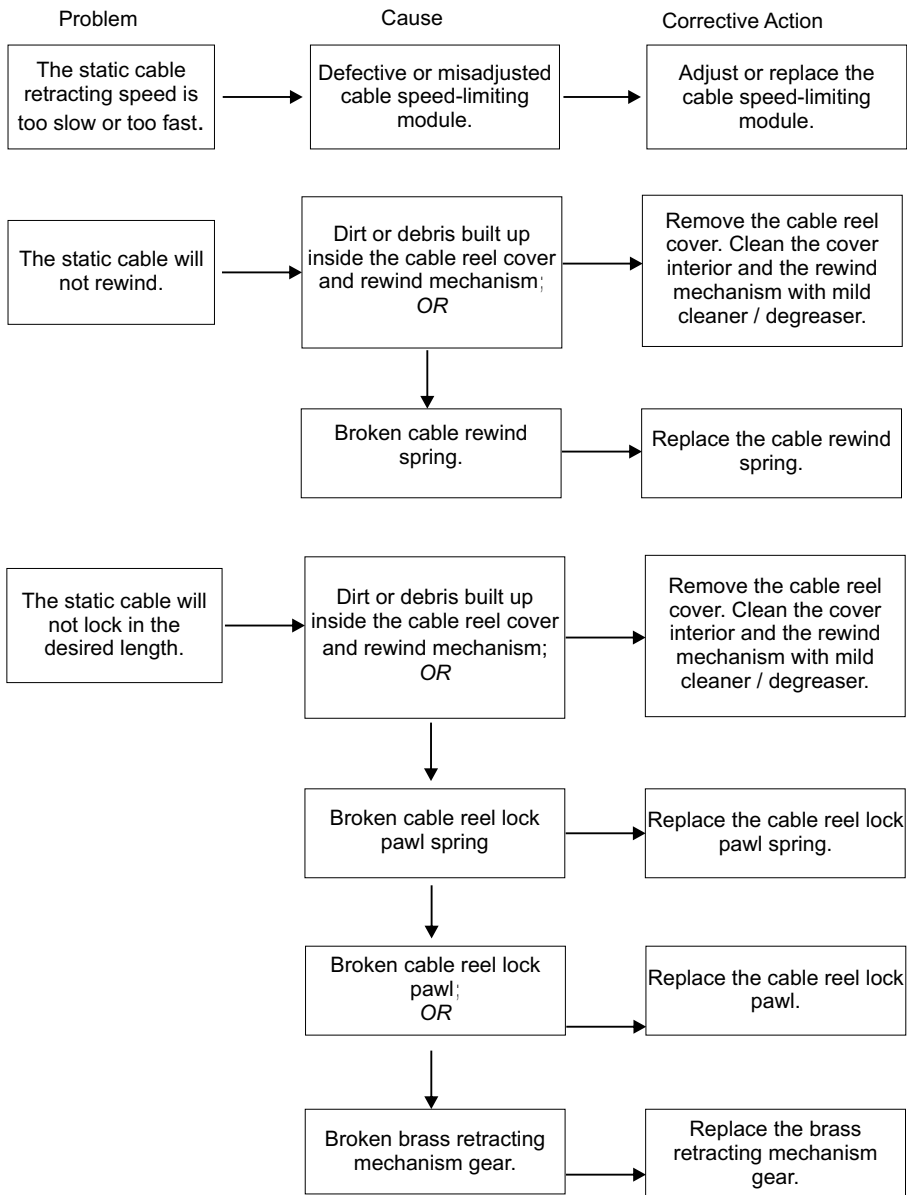 Problem
Cause
Corrective Action
The static cable
retracting speed is
too slow or too fast.
Defective or misadjusted
cable speed-limiting
module.
Adjust or replace the
cable speed-limiting
module.
The static cable will
not rewind.
Dirt or debris built up
inside the cable reel cover
and rewind mechanism;
OR
Remove the cable reel
cover. Clean the cover
interior and the rewind
mechanism with mild
cleaner / degreaser.
Broken cable rewind
spring.
Replace the cable rewind
spring.
The static cable will
not lock in the
desired length.
Dirt or debris built up
inside the cable reel cover
and rewind mechanism;
OR
Remove the cable reel
cover. Clean the cover
interior and the rewind
mechanism with mild
cleaner / degreaser.
Broken cable reel lock
pawl spring
Replace the cable reel lock
pawl spring.
Broken cable reel lock
pawl;
OR
Replace the cable reel lock
pawl.
Broken brass retracting
mechanism gear.
Replace the brass
retracting mechanism
gear.